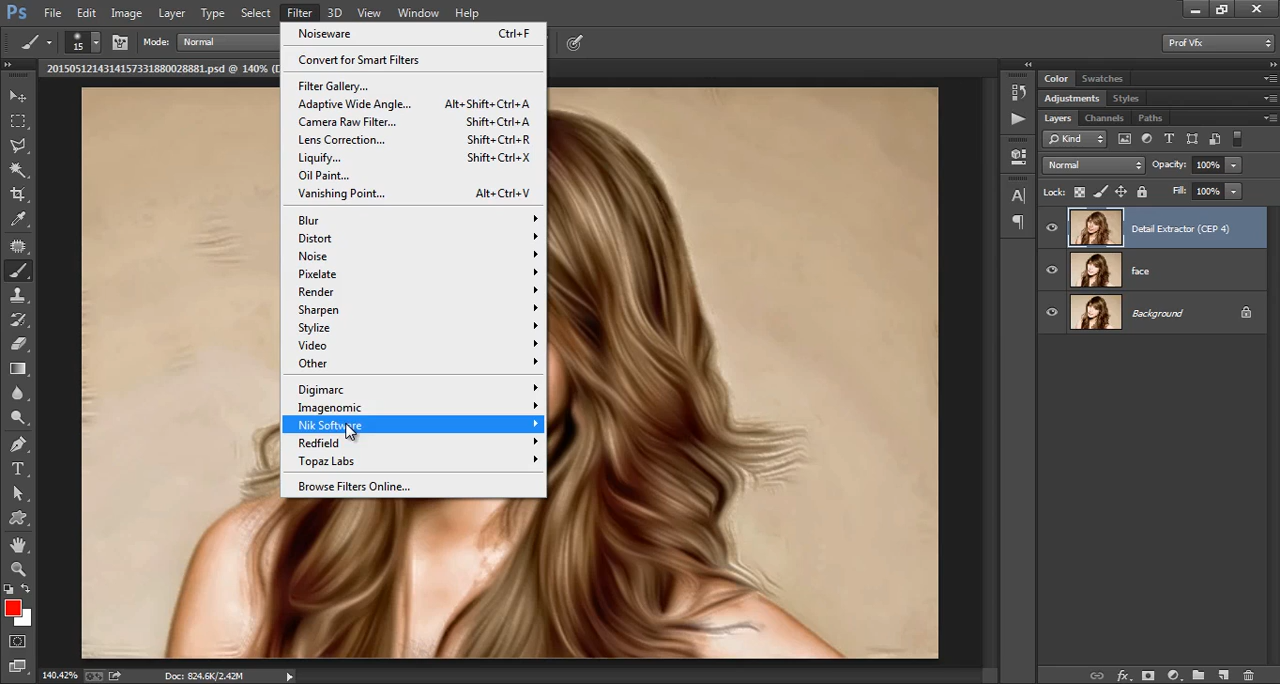 Ps File Edit Image Layer Type Select Filter 3D View Window Help
15 Mode: Normal Prof Vfx
20150512143141573318800288​81.psd @ 140%
Noiseware Ctrl+F
Convert for Smart Filters
Filter Gallery...
Adaptive Wide Angle... Alt+Shift+Ctrl+A
Camera Raw Filter... Shift+Ctrl+A
Lens Correction... Shift+Ctrl+R
Liquify... Shift+Ctrl+X
Oil Paint...
Vanishing Point... Alt+Ctrl+V
Blur
Distort
Noise
Pixelate
Render
Sharpen
Stylize
Video
Other
Digimarc
Imagenomic
Nik Software
Redfield
Topaz Labs
Browse Filters Online...
Color Swatches
Adjustments Styles
Layers Channels Paths
Kind
Normal Opacity: 100%
Lock: Fill: 100%
Detail Extractor (CEP 4)
face
Background
140.42% Doc: 824.6K/2.42M